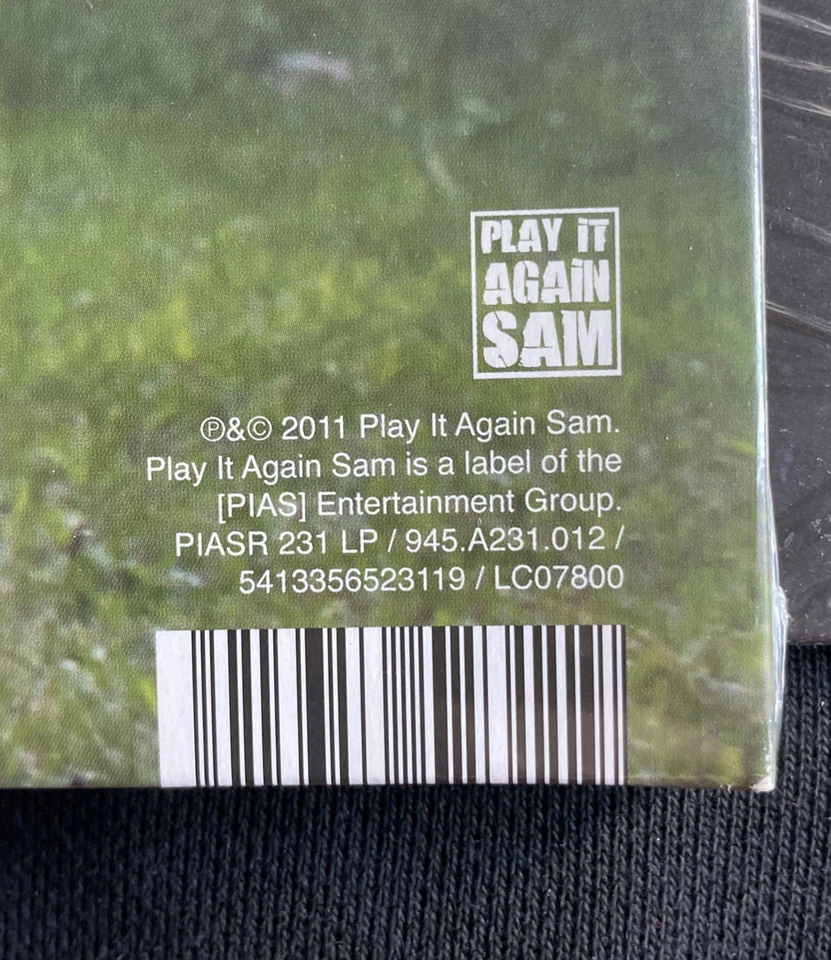 PLAY iT
AGAiN
SAM
℗&© 2011 Play It Again Sam.
Play It Again Sam is a label of the
[PIAS] Entertainment Group.
PIASR 231 LP / 945.A231.012 /
5413356523119 / LC07800